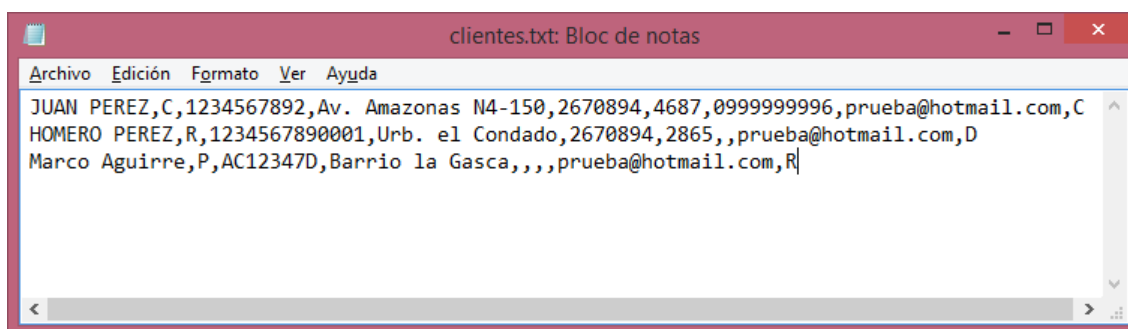 clientes.txt: Bloc de notas
Archivo Edición Formato Ver Ayuda
JUAN PEREZ,C,1234567892,Av. Amazonas N4-150,2670894,4687,0999999996,prueba@hotmail.com,C
HOMERO PEREZ,R,1234567890001,Urb. el Condado,2670894,2865,,prueba@hotmail.com,D
Marco Aguirre,P,AC12347D,Barrio la Gasca,,,,prueba@hotmail.com,R